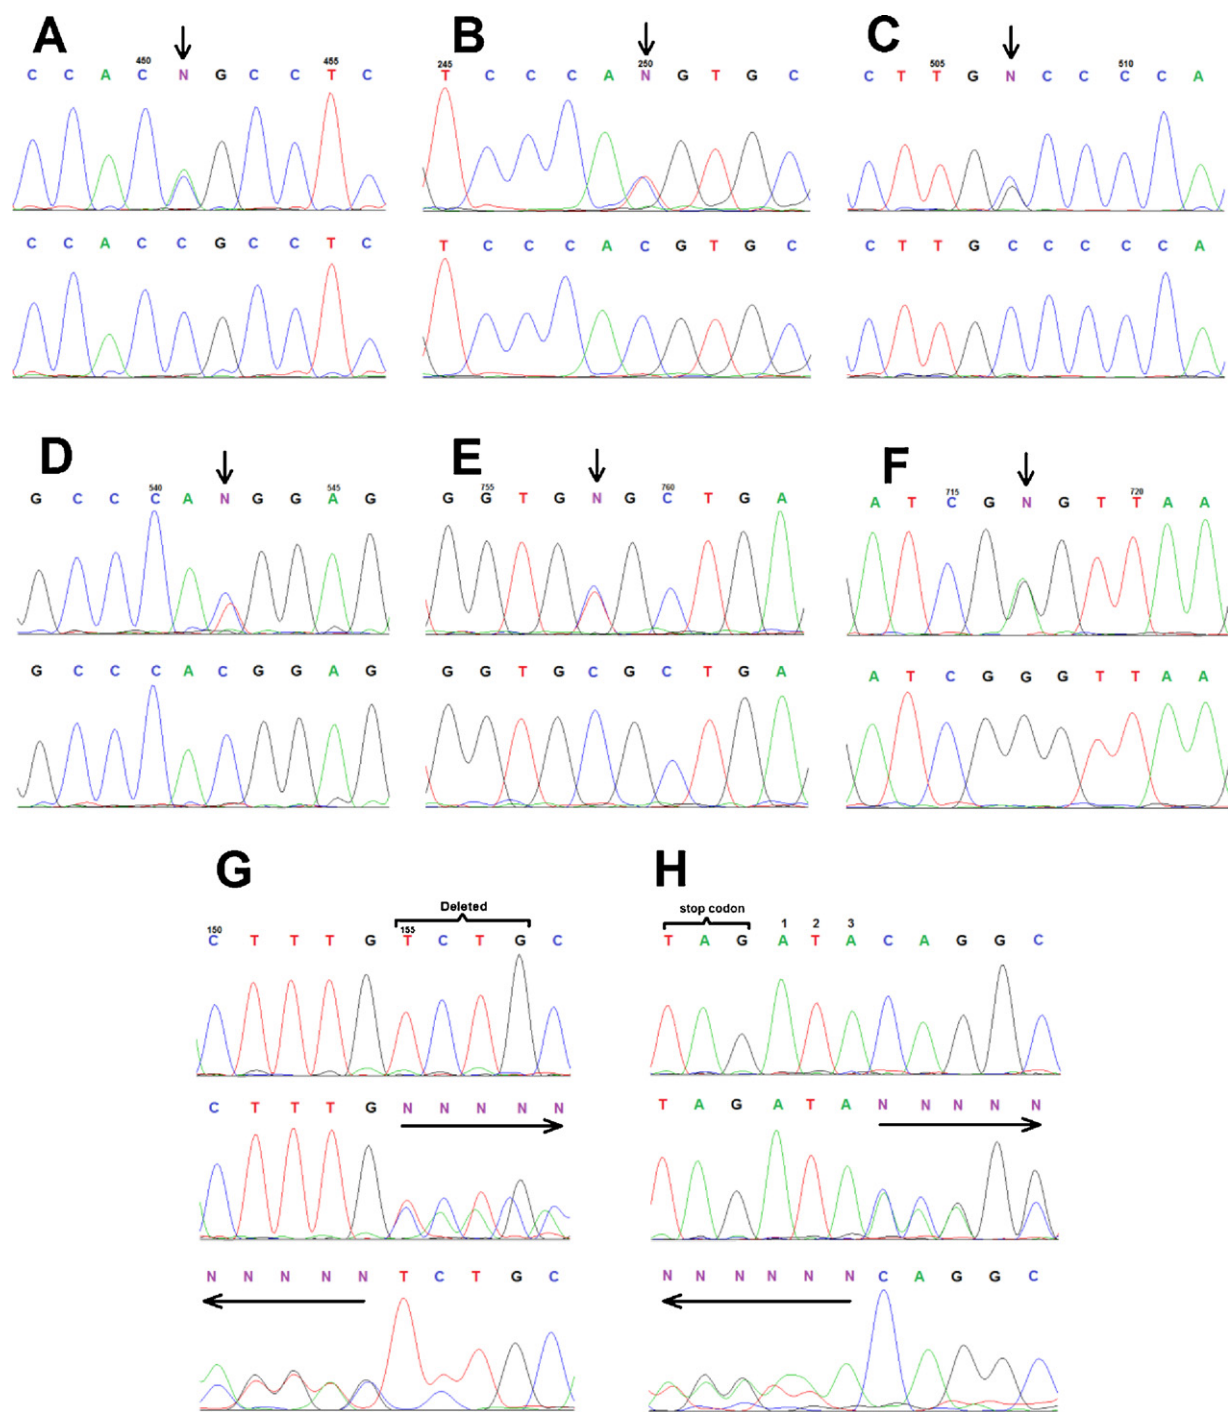 A
450 455
C C A C N G C C T C
C C A C C G C C T C
B
245 250
T C C C A N G T G C
T C C C A C G T G C
C
505 510
C T T G N C C C C A
C T T G C C C C C A
D
540 545
G C C C A N G G A G
G C C C A C G G A G
E
755 760
G G T G N G C T G A
G G T G C G C T G A
F
715 720
A T C G N G T T A A
A T C G G G T T A A
G
Deleted
150 155
C T T T G T C T G C
C T T T G N N N N N
N N N N N T C T G C
H
stop codon 1 2 3
T A G A T A C A G G C
T A G A T A N N N N N
N N N N N N C A G G C